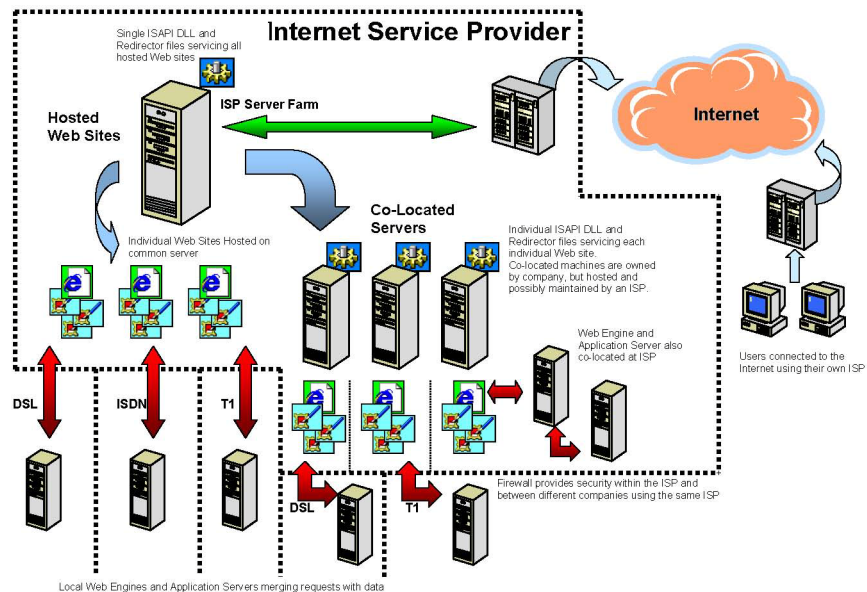 Internet Service Provider
Single ISAPI DLL and
Redirector files servicing all
hosted Web sites
ISP Server Farm
Hosted
Web Sites
Internet
Co-Located
Servers
Individual Web Sites Hosted on
common server
Individual ISAPI DLL and
Redirector files servicing each
individual Web site.
Co-located machines are owned
by company, but hosted and
possibly maintained by an ISP.
Web Engine and
Application Server also
co-located at ISP
Users connected to the
Internet using their own ISP
DSL
ISDN
T1
DSL
T1
Firewall provides security within the ISP and
between different companies using the same ISP
Local Web Engines and Application Servers merging requests with data